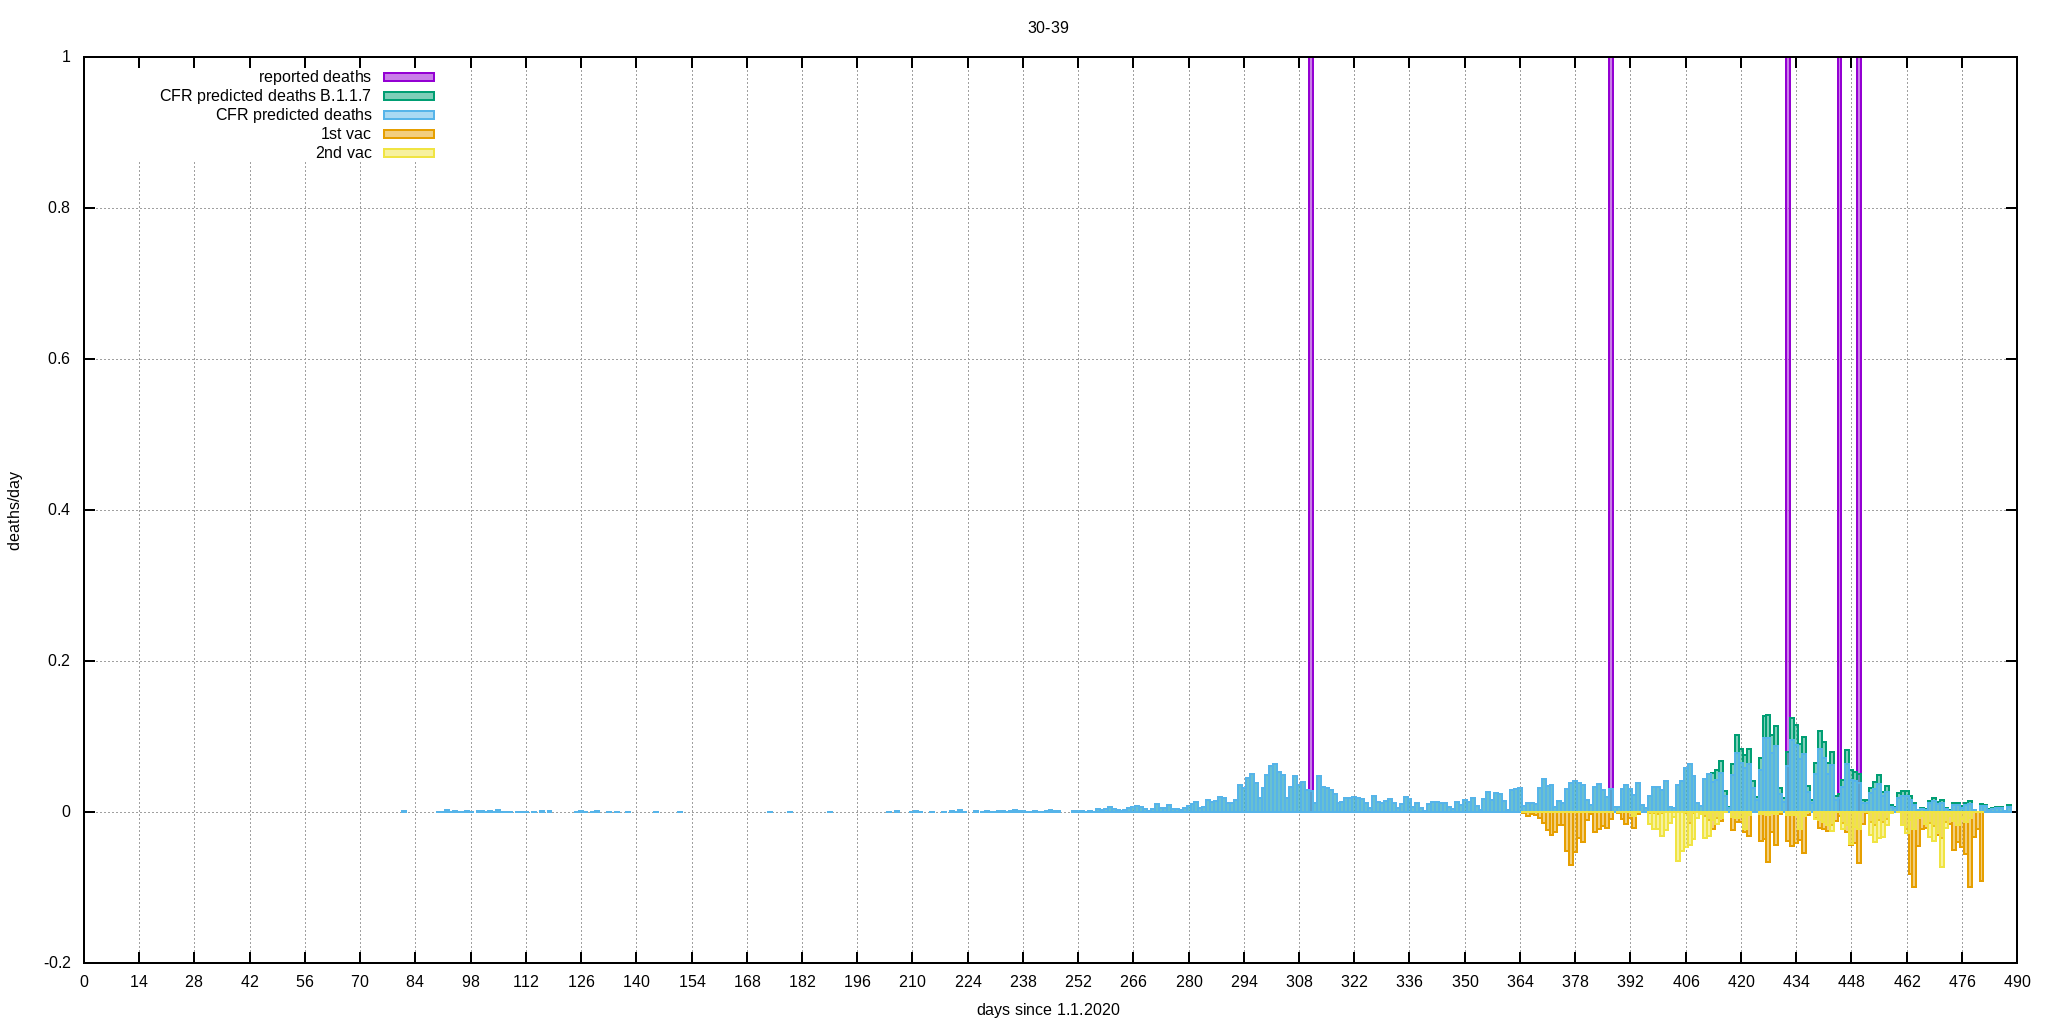 30-39
1
reported deaths
CFR predicted deaths B.1.1.7
CFR predicted deaths
1st vac
2nd vac
0.8
0.6
0.4
0.2
0
-0.2
deaths/day
0 14 28 42 56 70 84 98 112 126 140 154 168 182 196 210 224 238 252 266 280 294 308 322 336 350 364 378 392 406 420 434 448 462 476 490
days since 1.1.2020